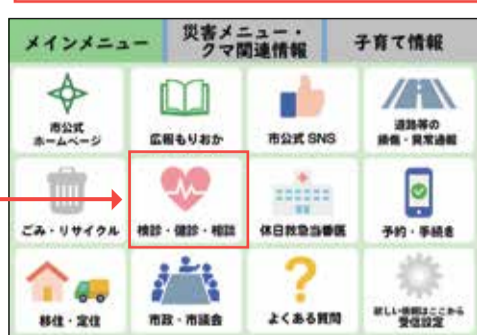 メインメニュー
災害メニュー・
クマ関連情報
子育て情報
市公式
ホームページ
広報もりおか
市公式 SNS
道路等の
損傷・異常通報
ごみ・リサイクル
検診・健診・相談
休日救急当番医
予約・手続き
移住・定住
市政・市議会
よくある質問
欲しい情報はここから
受信設定